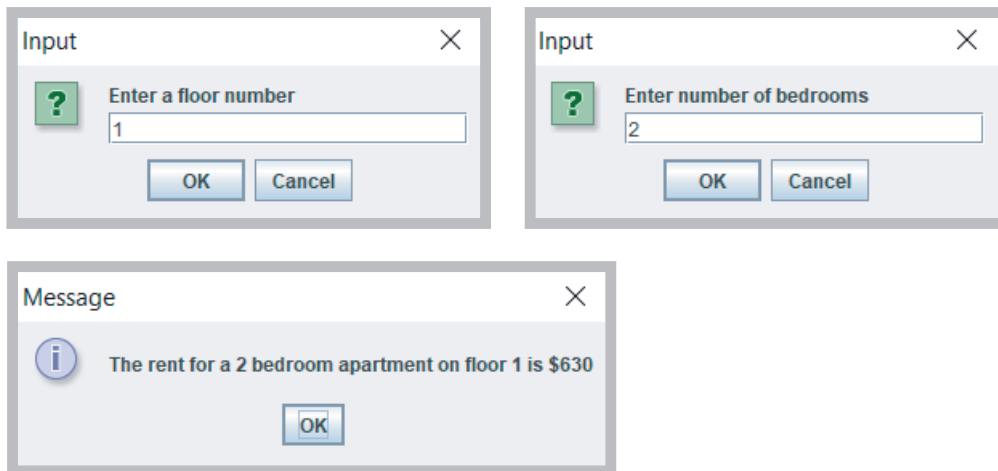 Input
?
Enter a floor number
1
OK Cancel
Input
?
Enter number of bedrooms
2
OK Cancel
Message
i
The rent for a 2 bedroom apartment on floor 1 is $630
OK